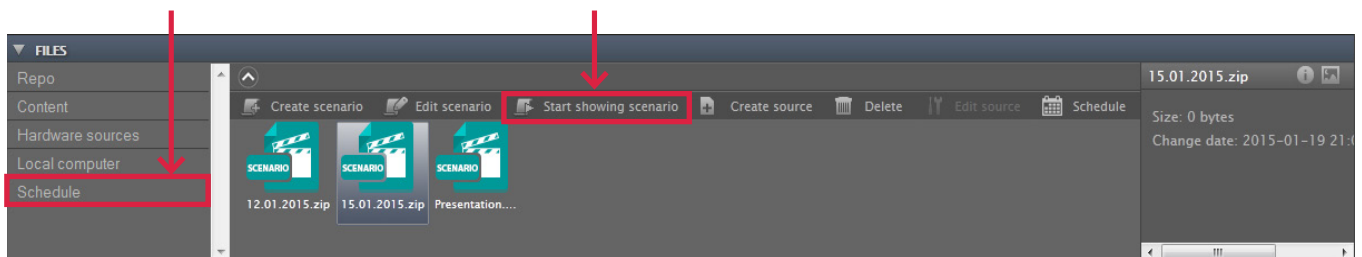 FILES
Repo
Content
Hardware sources
Local computer
Schedule
Create scenario Edit scenario Start showing scenario Create source Delete Edit source Schedule
SCENARIO SCENARIO SCENARIO
12.01.2015.zip 15.01.2015.zip Presentation....
15.01.2015.zip
Size: 0 bytes
Change date: 2015-01-19 21: